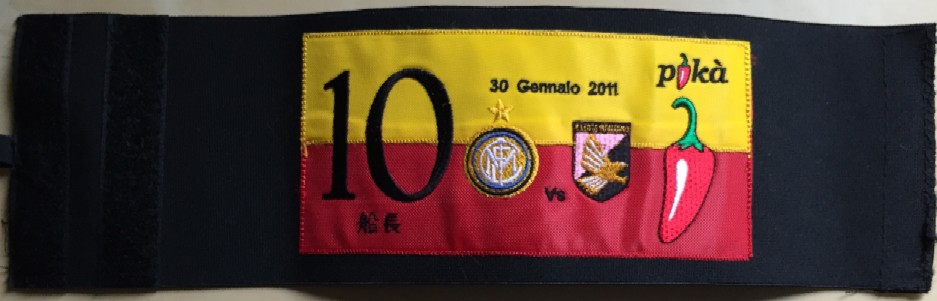 10
船長
30 Gennaio 2011
Vs
pikà